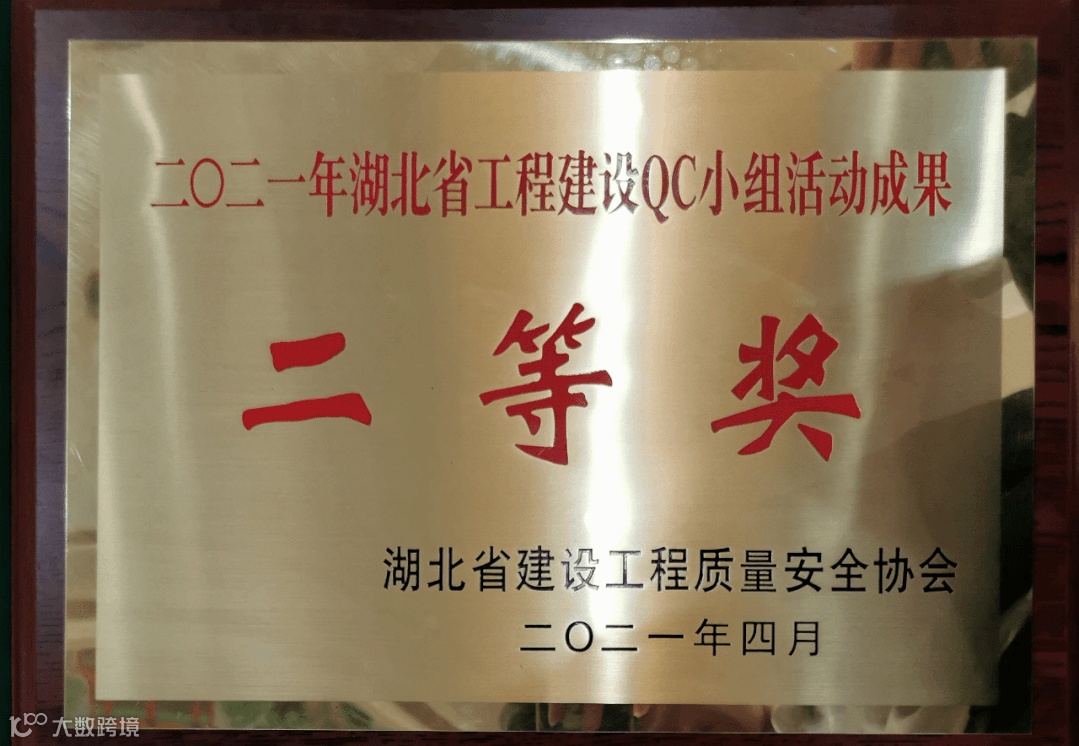 二〇二一年湖北省工程建设QC小组活动成果
二等奖
湖北省建设工程质量安全协会
二〇二一年四月
大数跨境